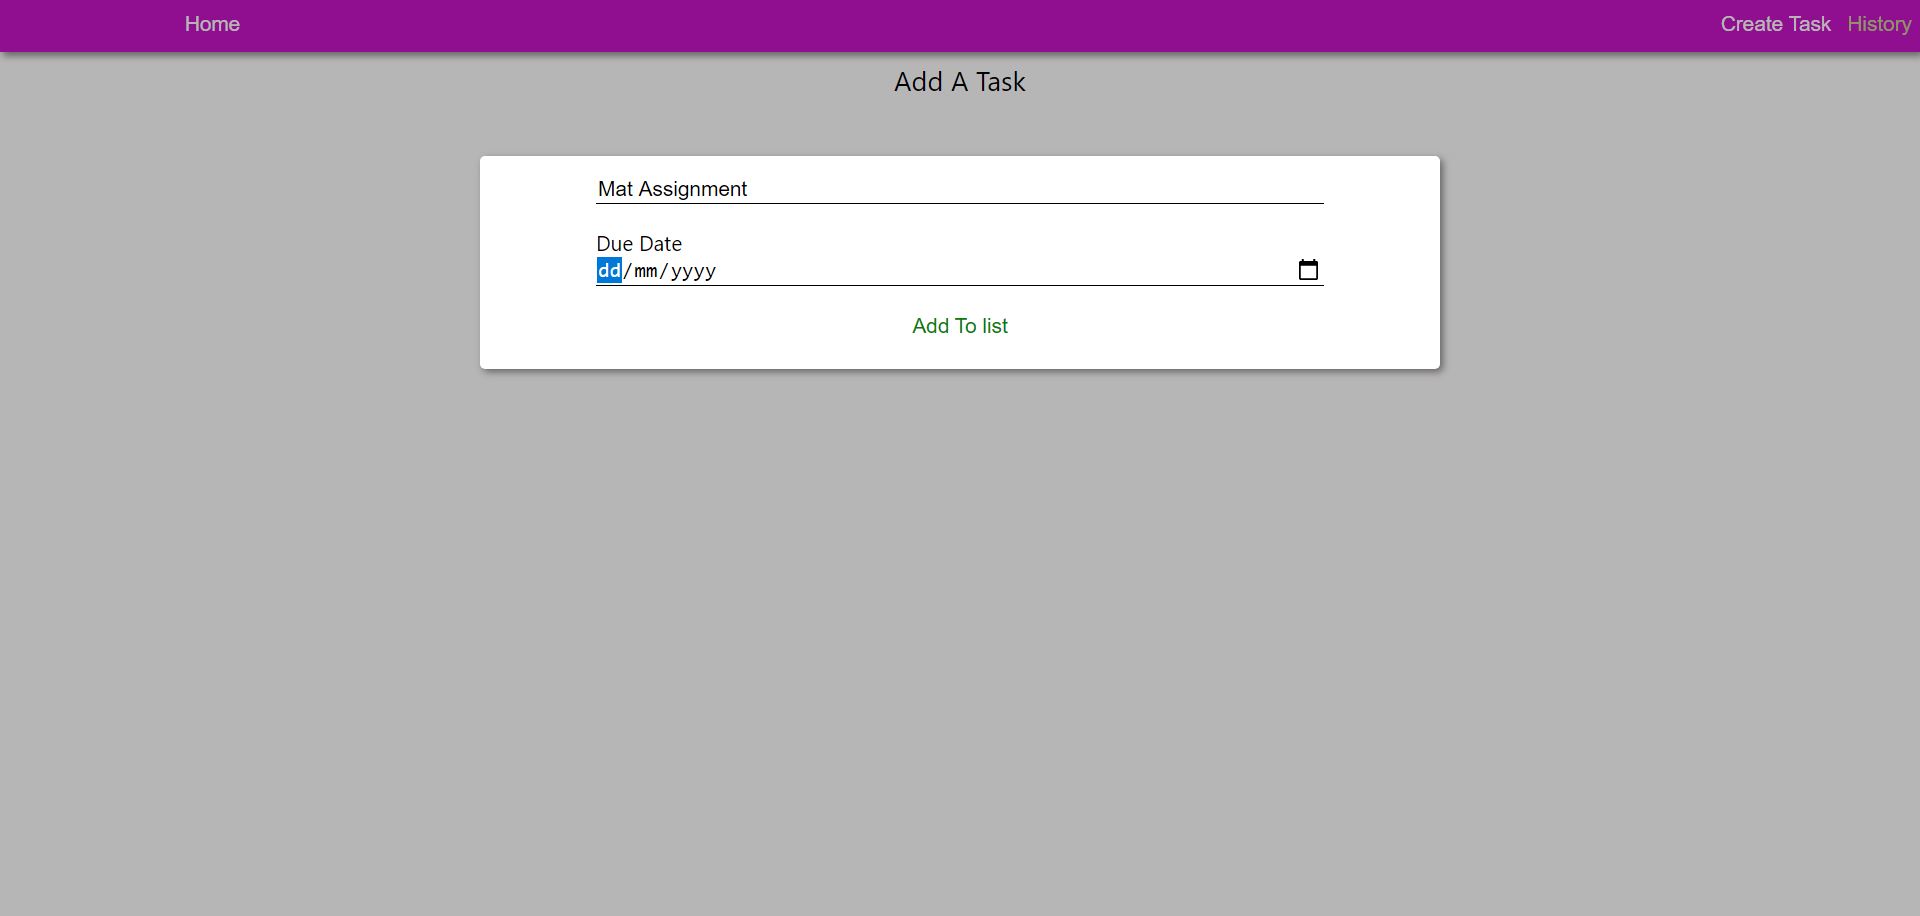 Home Create Task History
Add A Task
Mat Assignment
Due Date
dd/mm/yyyy
Add To list